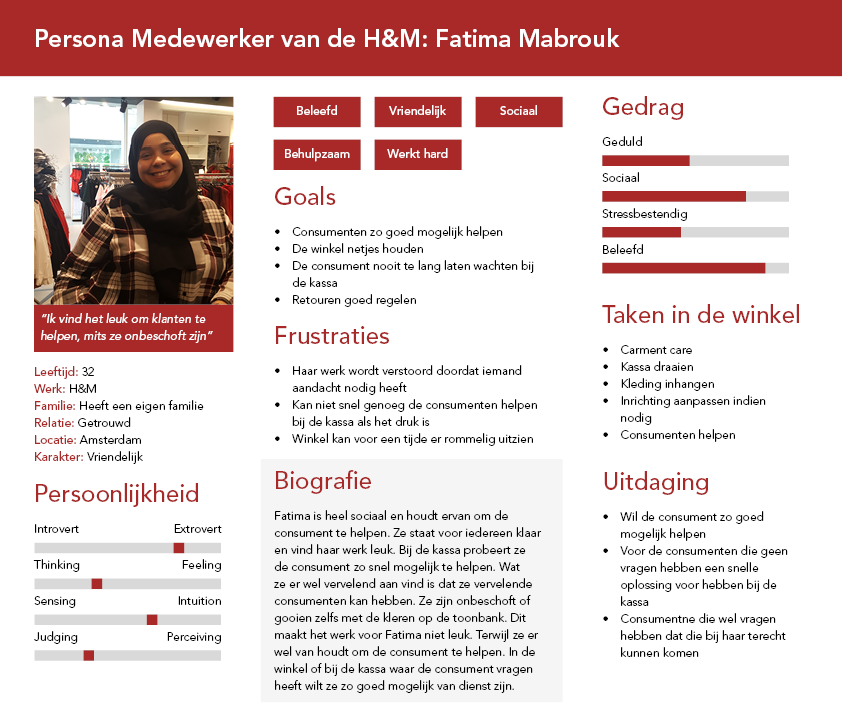 Persona Medewerker van de H&M: Fatima Mabrouk
“Ik vind het leuk om klanten te
helpen, mits ze onbeschoft zijn”
Leeftijd: 32
Werk: H&M
Familie: Heeft een eigen familie
Relatie: Getrouwd
Locatie: Amsterdam
Karakter: Vriendelijk
Persoonlijkheid
Introvert Extrovert
Thinking Feeling
Sensing Intuition
Judging Perceiving
Beleefd Vriendelijk Sociaal
Behulpzaam Werkt hard
Goals
• Consumenten zo goed mogelijk helpen
• De winkel netjes houden
• De consument nooit te lang laten wachten bij
de kassa
• Retouren goed regelen
Frustraties
• Haar werk wordt verstoord doordat iemand
aandacht nodig heeft
• Kan niet snel genoeg de consumenten helpen
bij de kassa als het druk is
• Winkel kan voor een tijde er rommelig uitzien
Biografie
Fatima is heel sociaal en houdt ervan om de
consument te helpen. Ze staat voor iedereen klaar
en vind haar werk leuk. Bij de kassa probeert ze
de consument zo snel mogelijk te helpen. Wat
ze er wel vervelend aan vind is dat ze vervelende
consumenten kan hebben. Ze zijn onbeschoft of
gooien zelfs met de kleren op de toonbank. Dit
maakt het werk voor Fatima niet leuk. Terwijl ze er
wel van houdt om de consument te helpen. In de
winkel of bij de kassa waar de consument vragen
heeft wilt ze zo goed mogelijk van dienst zijn.
Gedrag
Geduld
Sociaal
Stressbestendig
Beleefd
Taken in de winkel
• Carment care
• Kassa draaien
• Kleding inhangen
• Inrichting aanpassen indien
nodig
• Consumenten helpen
Uitdaging
• Wil de consument zo goed
mogelijk helpen
• Voor de consumenten die geen
vragen hebben een snelle
oplossing voor hebben bij de
kassa
• Consumentne die wel vragen
hebben dat die bij haar terecht
kunnen komen